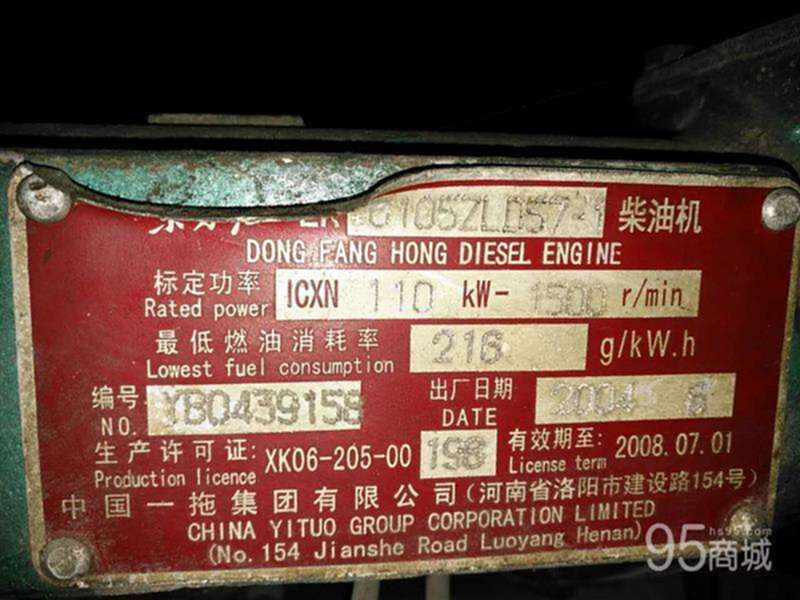 6105ZLD57-1 柴油机
DONG FANG HONG DIESEL ENGINE
标定功率 ICXN 110 kW- 1500 r/min
Rated power
最低燃油消耗率 216 g/kW.h
Lowest fuel consumption
编号 YB0439158 出厂日期 2004 6
NO. DATE
生产许可证: XK06-205-00 198 有效期至: 2008.07.01
Production licence License term
中国一拖集团有限公司 (河南省洛阳市建设路154号)
CHINA YITUO GROUP CORPORATION LIMITED
(No.154 Jianshe Road Luoyang Henan)
95商城
hs95.com